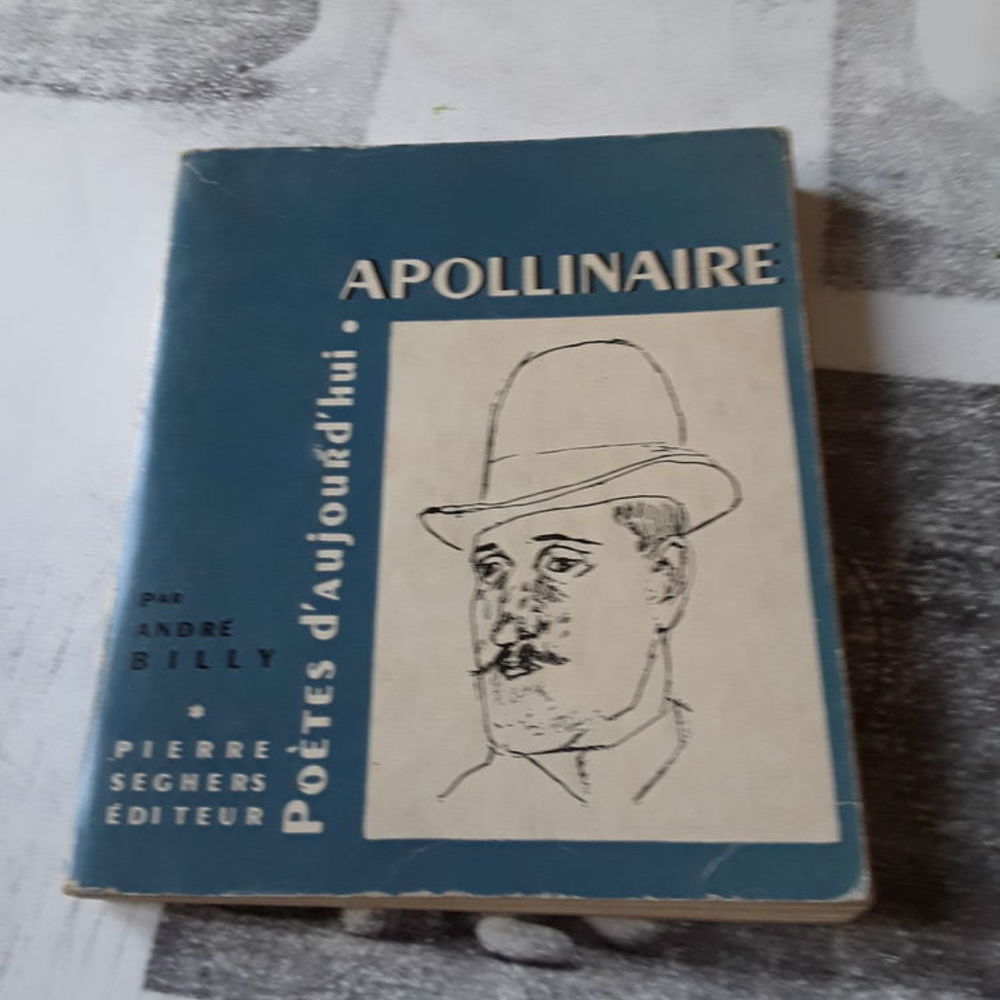 APOLLINAIRE
POÈTES d'AUJOURd'hui •
PAR
ANDRÉ
BILLY
*
PIERRE
SEGHERS
ÉDITEUR